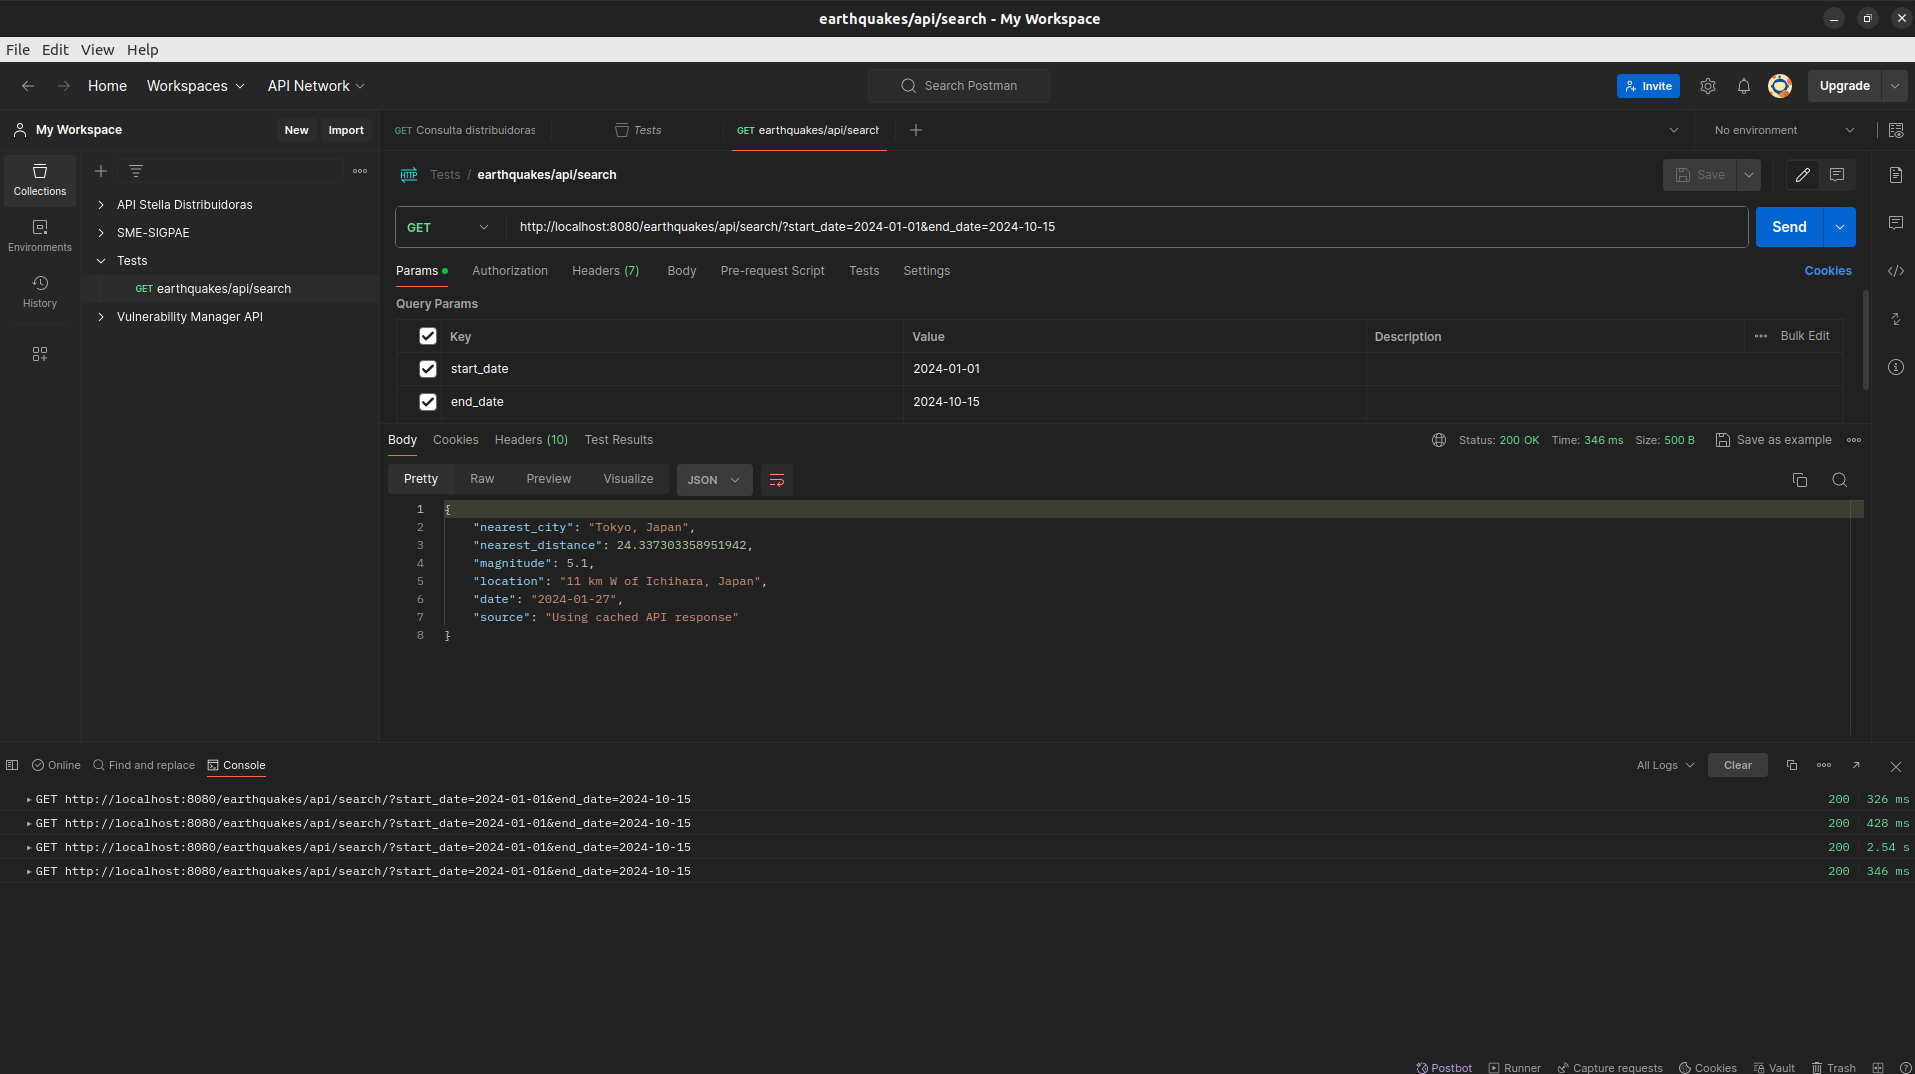 earthquakes/api/search - My Workspace
File Edit View Help
Home Workspaces API Network Search Postman Invite Upgrade
My Workspace New Import GET Consulta distribuidoras Tests GET earthquakes/api/search No environment
Collections
Environments
History
API Stella Distribuidoras
SME-SIGPAE
Tests
GET earthquakes/api/search
Vulnerability Manager API
HTTP Tests / earthquakes/api/search Save
GET http://localhost:8080/earthquakes/api/search/?start_date=2024-01-01&end_date=2024-10-15 Send
Params Authorization Headers (7) Body Pre-request Script Tests Settings Cookies
Query Params
Key Value Description Bulk Edit
start_date 2024-01-01
end_date 2024-10-15
Body Cookies Headers (10) Test Results Status: 200 OK Time: 346 ms Size: 500 B Save as example
Pretty Raw Preview Visualize JSON
1 {
2 "nearest_city": "Tokyo, Japan",
3 "nearest_distance": 24.337303358951942,
4 "magnitude": 5.1,
5 "location": "11 km W of Ichihara, Japan",
6 "date": "2024-01-27",
7 "source": "Using cached API response"
8 }
Online Find and replace Console All Logs Clear
GET http://localhost:8080/earthquakes/api/search/?start_date=2024-01-01&end_date=2024-10-15 200 326 ms
GET http://localhost:8080/earthquakes/api/search/?start_date=2024-01-01&end_date=2024-10-15 200 428 ms
GET http://localhost:8080/earthquakes/api/search/?start_date=2024-01-01&end_date=2024-10-15 200 2.54 s
GET http://localhost:8080/earthquakes/api/search/?start_date=2024-01-01&end_date=2024-10-15 200 346 ms
Postbot Runner Capture requests Cookies Vault Trash